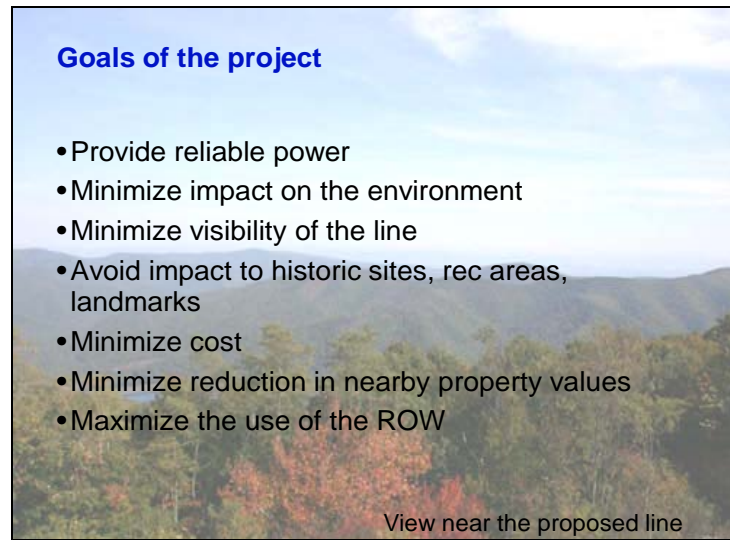 Goals of the project
•Provide reliable power
•Minimize impact on the environment
•Minimize visibility of the line
•Avoid impact to historic sites, rec areas,
landmarks
•Minimize cost
•Minimize reduction in nearby property values
•Maximize the use of the ROW
View near the proposed line